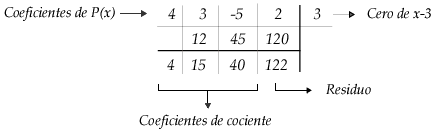 Coeficientes de P(x) 4 3 -5 2 3 Cero de x-3
12 45 120
4 15 40 122
Residuo
Coeficientes de cociente